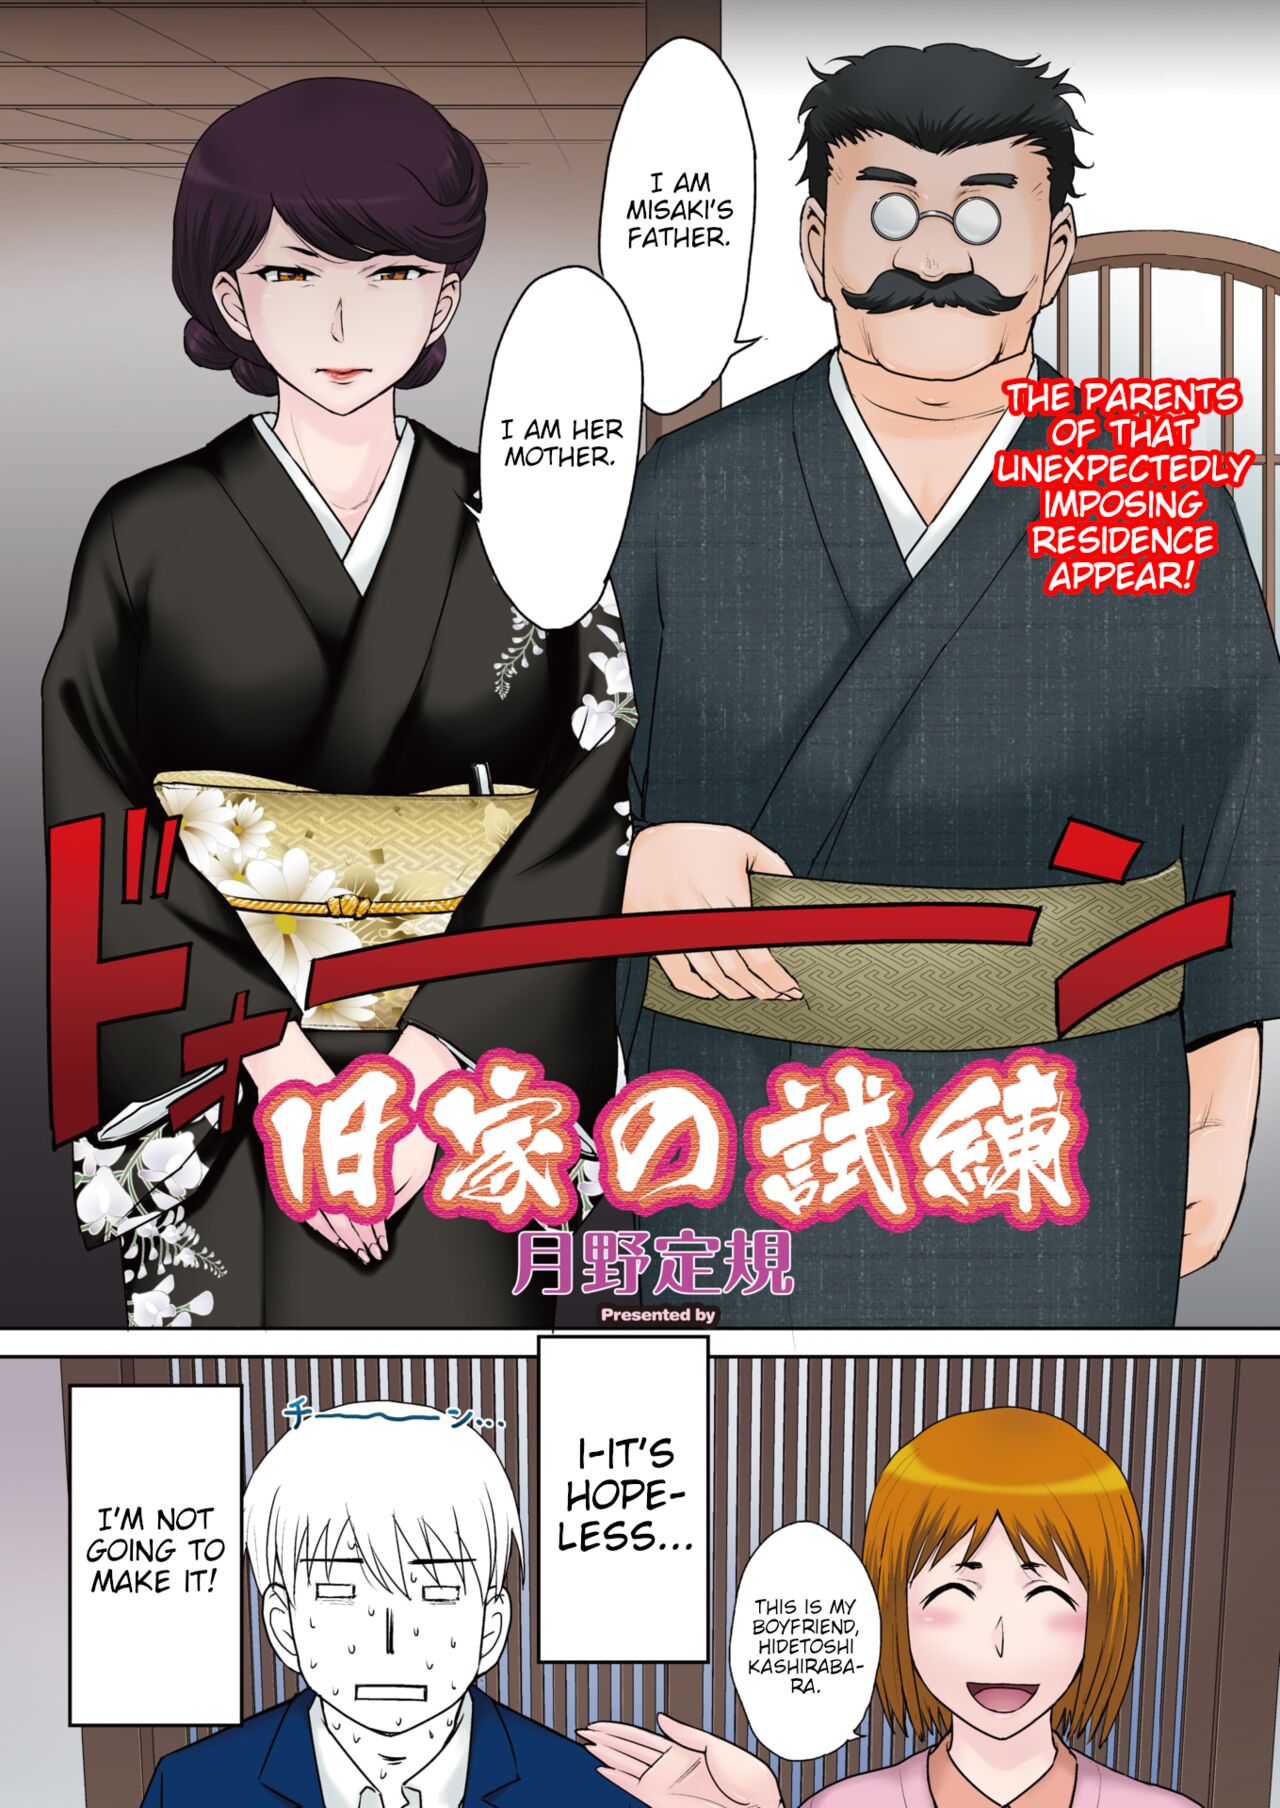 I AM
MISAKI'S
FATHER.
I AM HER
MOTHER.
THE PARENTS
OF THAT
UNEXPECTEDLY
IMPOSING
RESIDENCE
APPEAR!
ドォーーン
旧家の試練
月野定規
Presented by
I-IT'S
HOPE-
LESS...
チーーン...
I'M NOT
GOING TO
MAKE IT!
THIS IS MY
BOYFRIEND,
HIDETOSHI
KASHIRABA-
RA.